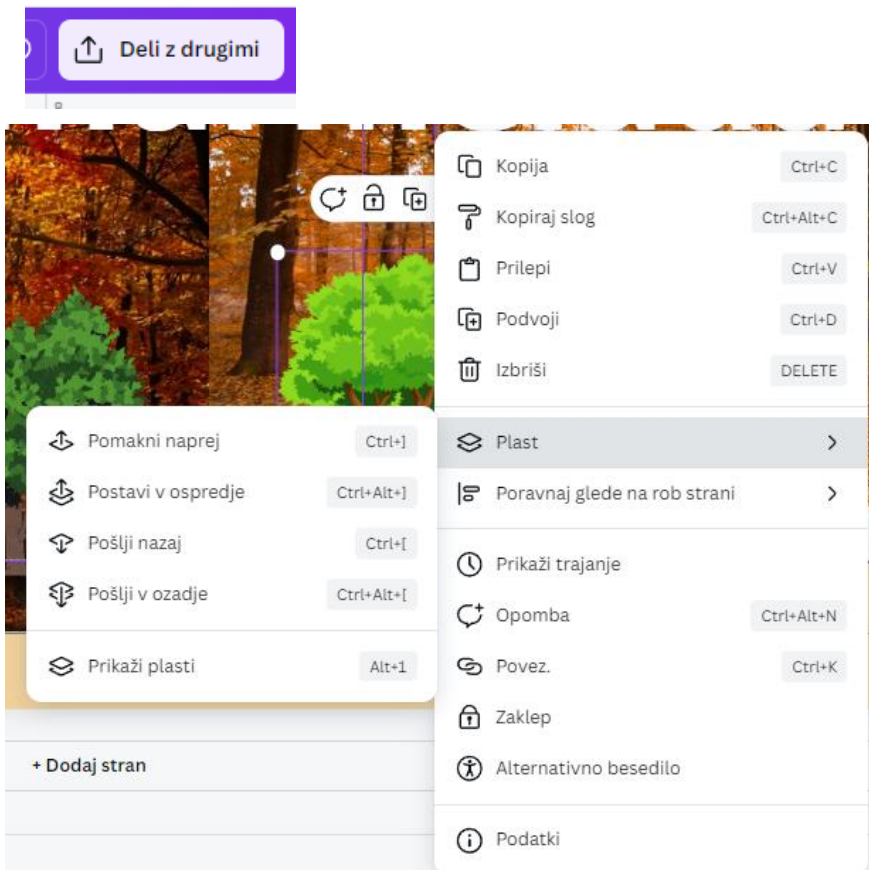 Deli z drugimi
Kopija Ctrl+C
Kopiraj slog Ctrl+Alt+C
Prilepi Ctrl+V
Podvoji Ctrl+D
Izbriši DELETE
Plast
Poravnaj glede na rob strani
Prikaži trajanje
Opomba Ctrl+Alt+N
Povez. Ctrl+K
Zaklep
Alternativno besedilo
Podatki
Pomakni naprej Ctrl+]
Postavi v ospredje Ctrl+Alt+]
Pošlji nazaj Ctrl+[
Pošlji v ozadje Ctrl+Alt+[
Prikaži plasti Alt+1
+ Dodaj stran